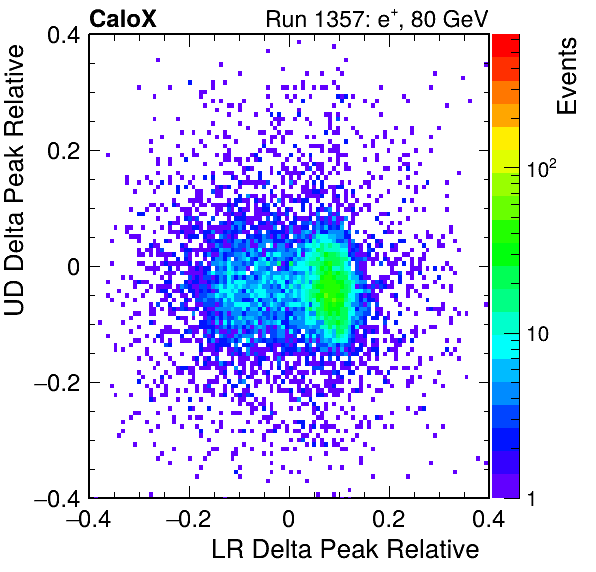 CaloX Run 1357: e⁺, 80 GeV
UD Delta Peak Relative
0.4
0.2
0
−0.2
−0.4
−0.4 −0.2 0 0.2 0.4
LR Delta Peak Relative
Events
10²
10
1